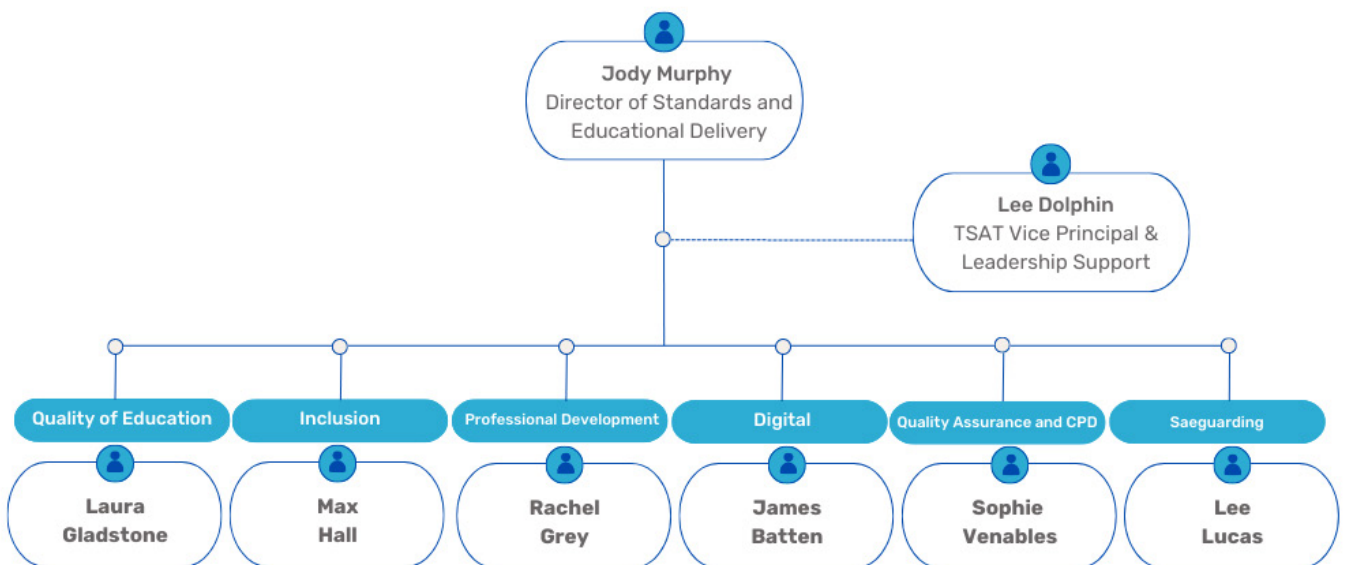 Jody Murphy
Director of Standards and
Educational Delivery
Lee Dolphin
TSAT Vice Principal &
Leadership Support
Quality of Education
Inclusion
Professional Development
Digital
Quality Assurance and CPD
Saeguarding
Laura
Gladstone
Max
Hall
Rachel
Grey
James
Batten
Sophie
Venables
Lee
Lucas